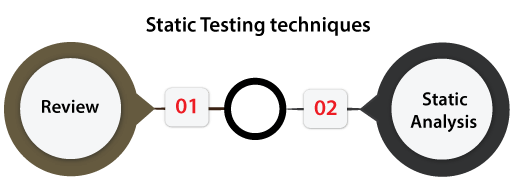 Static Testing techniques
Review
01
02
Static
Analysis